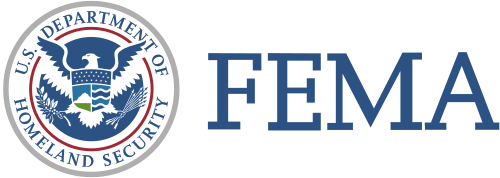 U.S. DEPARTMENT OF
HOMELAND SECURITY
FEMA